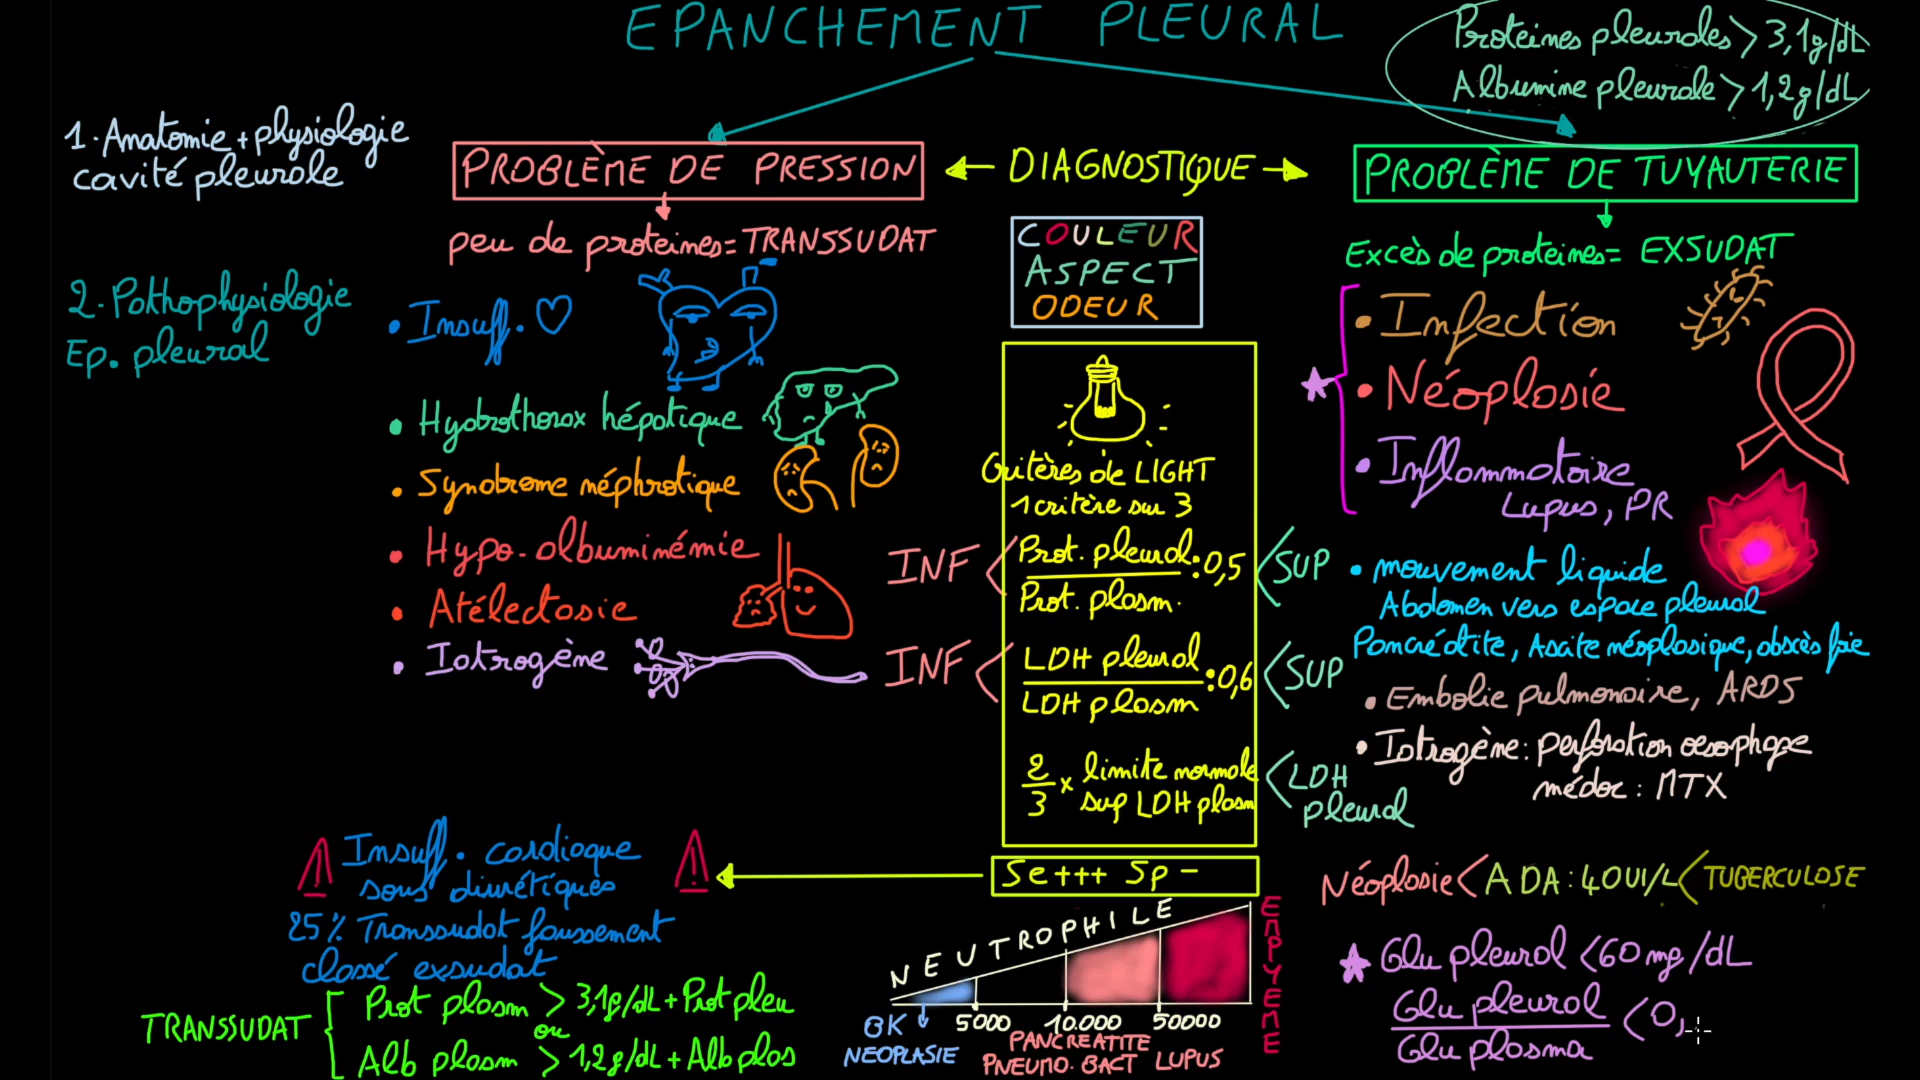 EPANCHEMENT PLEURAL
Proteines pleurales > 3,1g/dL
Albumine pleurale > 1,2g/dL
1. Anatomie + physiologie
cavité pleurale
2. Pathophysiologie
Ep. pleural
PROBLÈME DE PRESSION
peu de proteines = TRANSSUDAT
• Insuff.
• Hydrothorax hépatique
• Syndrome néphrotique
• Hypo-albuminémie
• Atélectasie
• Iatrogène
DIAGNOSTIQUE
COULEUR
ASPECT
ODEUR
Critères de LIGHT
1 critère sur 3
INF < Prot. pleural : 0,5 < SUP
Prot. plasm.
INF < LDH pleural : 0,6 < SUP
LDH plasm
2/3 x limite normale < LDH
sup LDH plasm pleural
Se+++ Sp -
PROBLÈME DE TUYAUTERIE
Excès de proteines = EXSUDAT
• Infection
• Néoplasie
• Inflammatoire
Lupus, PR
• mouvement liquide
Abdomen vers espace pleural
Pancréatite, Ascite néoplasique, abscès foie
• Embolie pulmonaire, ARDS
• Iatrogène : perforation oesophage
médoc : MTX
Insuff. cardiaque
sous diurétiques
25% Transsudat faussement
classé exsudat
TRANSSUDAT
Prot plasm > 3,1g/dL + Prot pleu
ou
Alb plasm > 1,2g/dL + Alb plas
NEUTROPHILE
EMPYEME
BK
NEOPLASIE
5000 10.000 50000
PANCREATITE
PNEUMO. BACT LUPUS
Néoplasie < ADA : 40UI/L < TUBERCULOSE
Glu pleural < 60 mg/dL
Glu pleural < 0,
Glu plasma